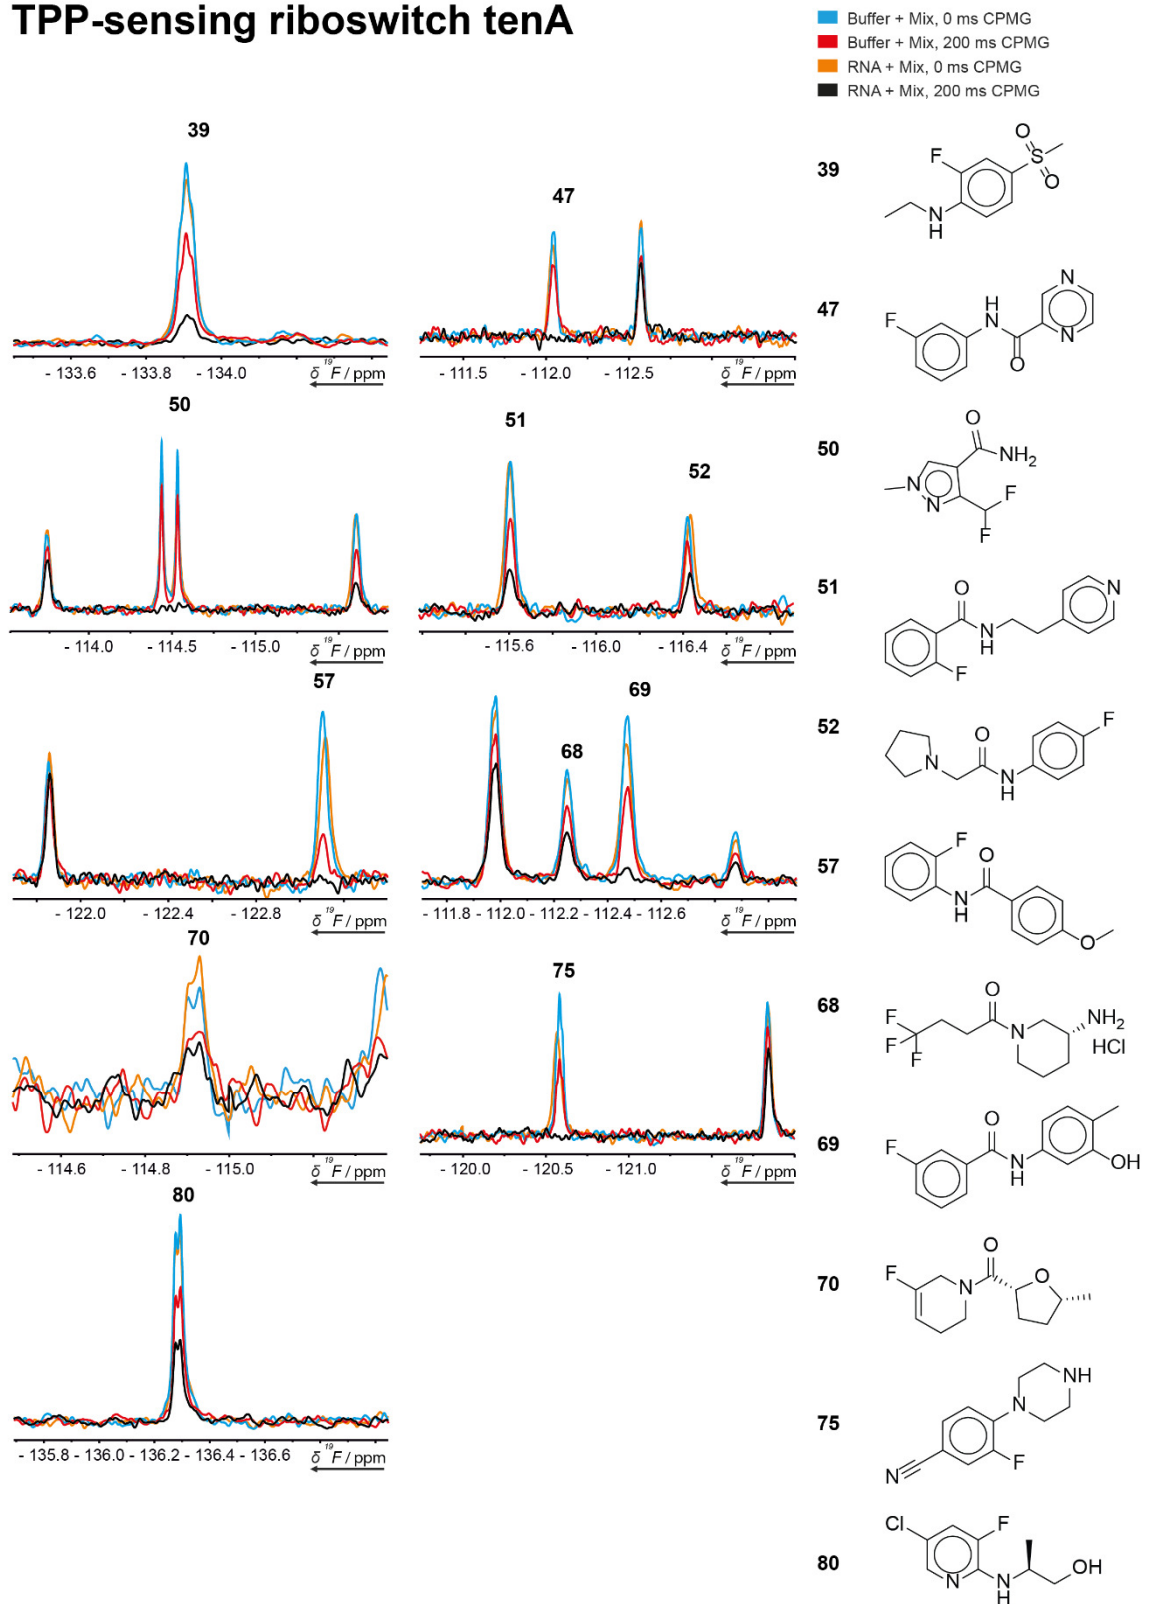 TPP-sensing riboswitch tenA
Buffer + Mix, 0 ms CPMG
Buffer + Mix, 200 ms CPMG
RNA + Mix, 0 ms CPMG
RNA + Mix, 200 ms CPMG
39
- 133.6 - 133.8 - 134.0 δ 19F / ppm
47
- 111.5 - 112.0 - 112.5 δ 19F / ppm
50
- 114.0 - 114.5 - 115.0 δ 19F / ppm
51
52
- 115.6 - 116.0 - 116.4 δ 19F / ppm
57
- 122.0 - 122.4 - 122.8 δ 19F / ppm
68
69
- 111.8 - 112.0 - 112.2 - 112.4 - 112.6 δ 19F / ppm
70
- 114.6 - 114.8 - 115.0 δ 19F / ppm
75
- 120.0 - 120.5 - 121.0 δ 19F / ppm
80
- 135.8 - 136.0 - 136.2 - 136.4 - 136.6 δ 19F / ppm
39
F
O
S
O
N
H
47
F
H
N
O
N
N
50
O
NH2
N
N
F
F
51
O
N
H
F
N
52
N
O
N
H
F
57
F
O
N
H
O
68
F
F
F
O
N
NH2
HCl
69
F
O
N
H
OH
70
F
N
O
O
75
NH
N
F
N
80
Cl
F
N
N
H
OH